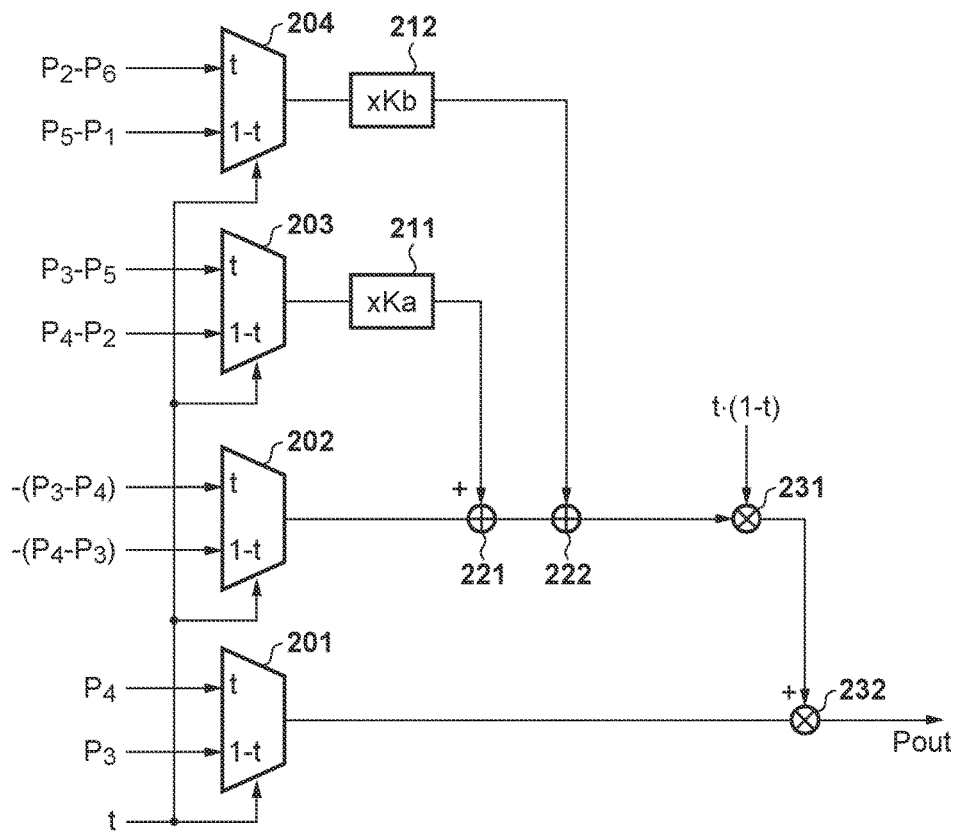 204
212
P2-P6
t
xKb
P5-P1
1-t
203
211
P3-P5
t
xKa
P4-P2
1-t
t·(1-t)
202
-(P3-P4)
t
+
231
-(P4-P3)
1-t
221
222
201
P4
t
+
232
P3
1-t
Pout
t